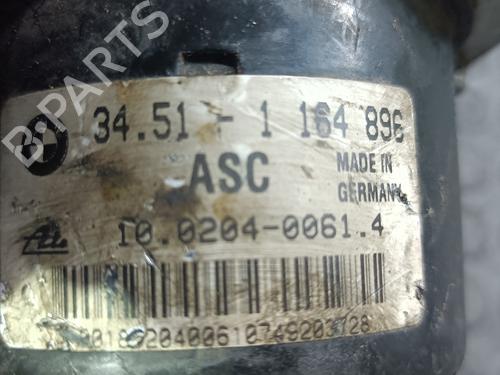 B-PARTS
34.51 - 1 164 896
ASC
MADE IN
GERMANY
10.0204-0061.4